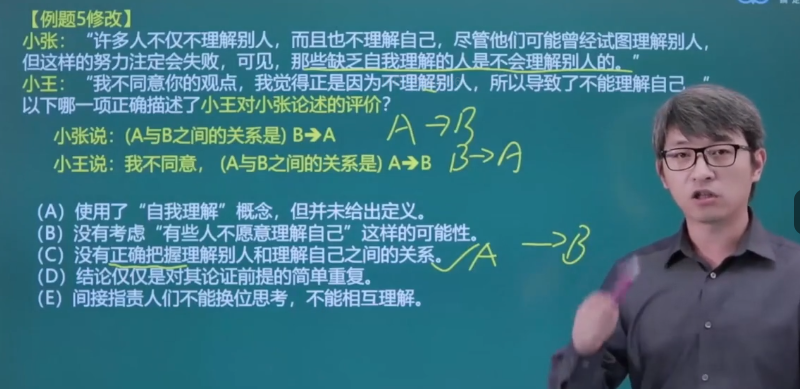 【例题5修改】
小张：“许多人不仅不理解别人，而且也不理解自己，尽管他们可能曾经试图理解别人，
但这样的努力注定会失败，可见，那些缺乏自我理解的人是不会理解别人的。”
小王：“我不同意你的观点，我觉得正是因为不理解别人，所以导致了不能理解自己。”
以下哪一项正确描述了小王对小张论述的评价？
小张说：(A与B之间的关系是) B→A
A→B
小王说：我不同意， (A与B之间的关系是) A→B
B→A
（A）使用了“自我理解”概念，但并未给出定义。
（B）没有考虑“有些人不愿意理解自己”这样的可能性。
（C）没有正确把握理解别人和理解自己之间的关系。
A→B
（D）结论仅仅是对其论证前提的简单重复。
（E）间接指责人们不能换位思考，不能相互理解。